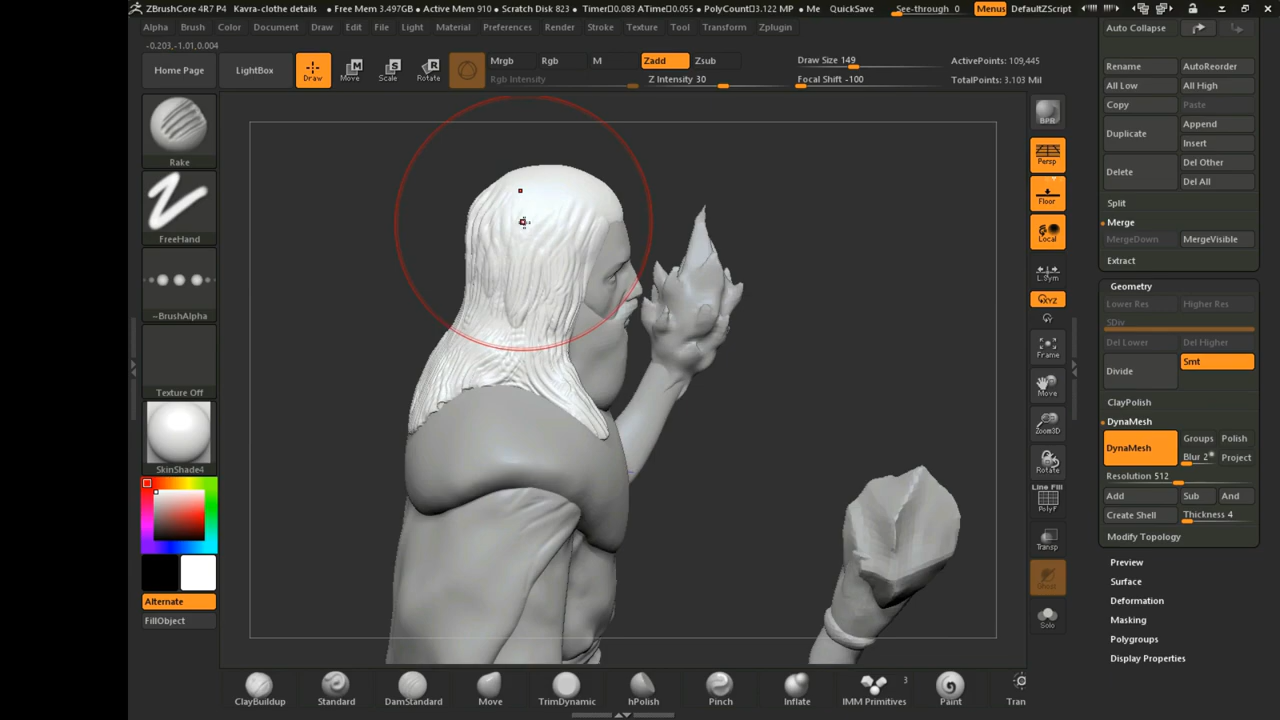 ZBrushCore 4R7 P4 Kavra-clothe details • Free Mem 3.497GB • Active Mem 910 • Scratch Disk 823 • Timer▸0.083 ATime▸0.055 • PolyCount▸3.122 MP • Me QuickSave See-through 0 Menus DefaultZScript
Alpha Brush Color Document Draw Edit File Light Material Preferences Render Stroke Texture Tool Transform Zplugin
-0.203,-1.01,0.004
Home Page LightBox Draw Move Scale Rotate Mrgb Rgb M Zadd Zsub Draw Size 149 ActivePoints: 109,445
Rgb Intensity Z Intensity 30 Focal Shift -100 TotalPoints: 3.103 Mil
Rake
FreeHand
~BrushAlpha
Texture Off
SkinShade4
Alternate
FillObject
BPR
Persp
Floor
Local
L.Sym
XYZ
Frame
Move
Zoom3D
Rotate
Line Fill
PolyF
Transp
Ghost
Solo
Auto Collapse
Rename AutoReorder
All Low All High
Copy Paste
Duplicate Append
Insert
Delete Del Other
Del All
Split
Merge
MergeDown MergeVisible
Extract
Geometry
Lower Res Higher Res
SDiv
Del Lower Del Higher
Divide Smt
ClayPolish
DynaMesh
DynaMesh Groups Polish
Blur 2 Project
Resolution 512
Add Sub And
Create Shell Thickness 4
Modify Topology
Preview
Surface
Deformation
Masking
Polygroups
Display Properties
ClayBuildup Standard DamStandard Move TrimDynamic hPolish Pinch Inflate IMM Primitives 3 Paint Tran